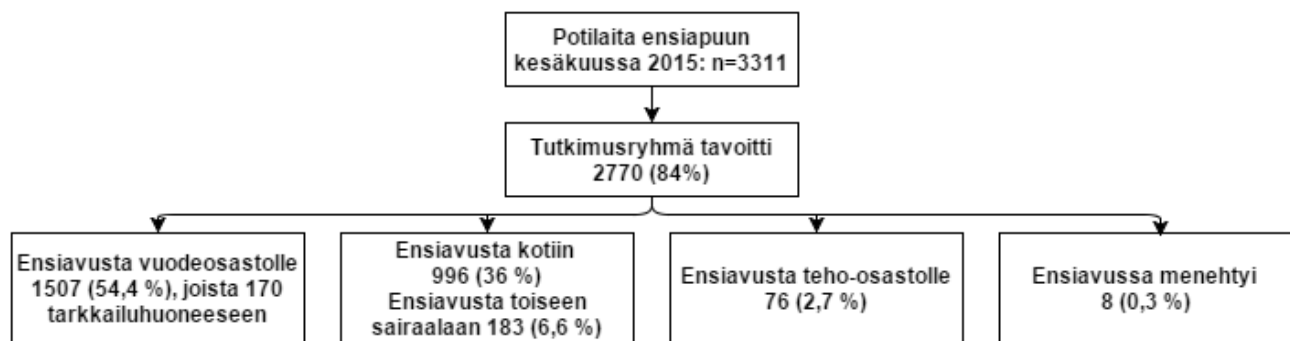 Potilaita ensiapuun
kesäkuussa 2015: n=3311
Tutkimusryhmä tavoitti
2770 (84%)
Ensiavusta vuodeosastolle
1507 (54,4 %), joista 170
tarkkailuhuoneeseen
Ensiavusta kotiin
996 (36 %)
Ensiavusta toiseen
sairaalaan 183 (6,6 %)
Ensiavusta teho-osastolle
76 (2,7 %)
Ensiavussa menehtyi
8 (0,3 %)